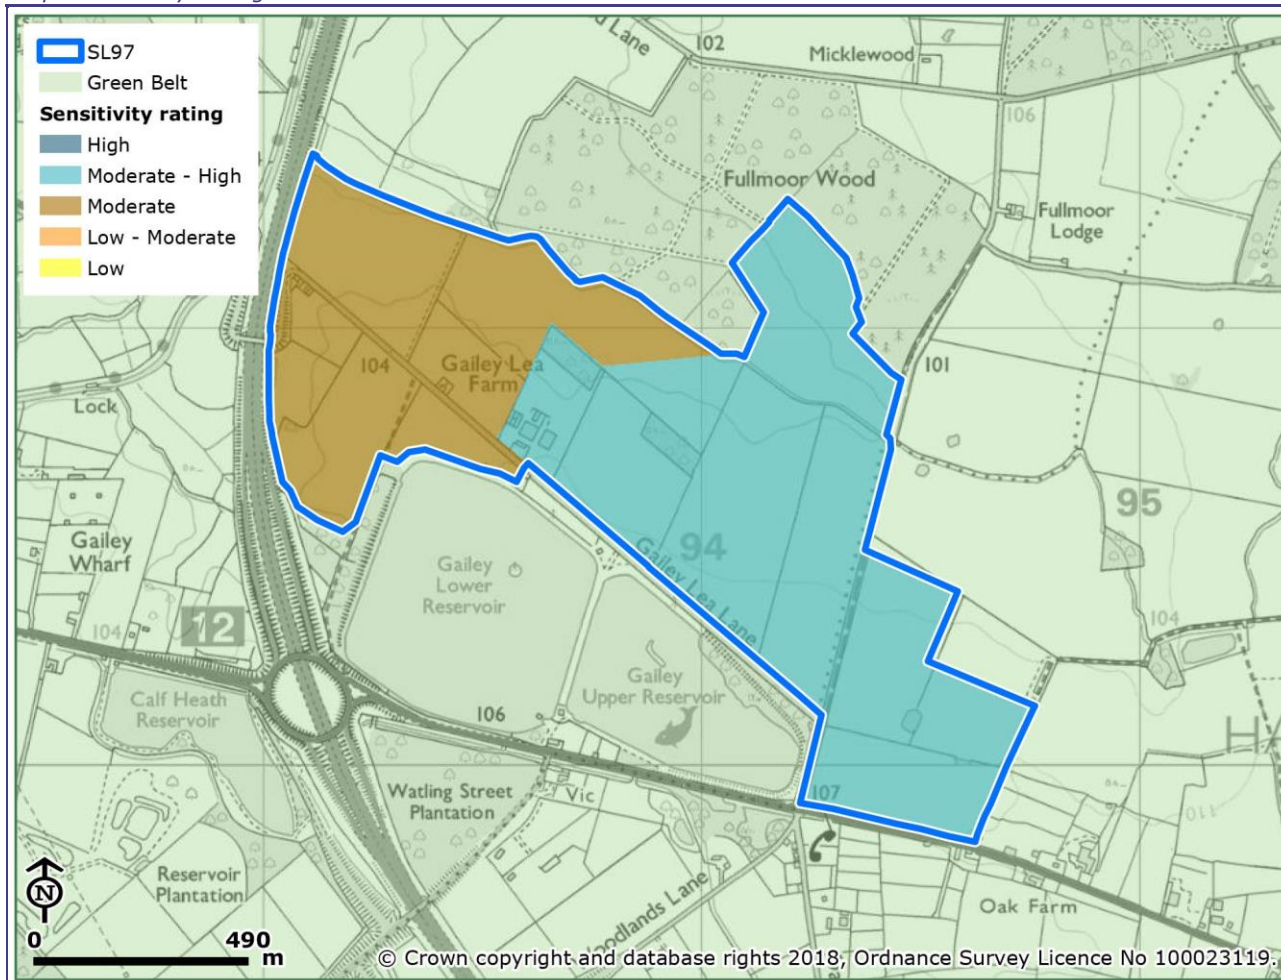 SL97
Green Belt
Sensitivity rating
High
Moderate - High
Moderate
Low - Moderate
Low
Lane
102
Micklewood
106
Fullmoor Wood
Fullmoor
Lodge
101
104
Gailey Lea
Farm
Lock
95
94
Gailey
Wharf
Gailey
Lower
Reservoir
Gailey Lea Lane
12
104
104
Gailey
Upper Reservoir
Calf Heath
Reservoir
106
107
110
Watling Street
Plantation
Vic
Reservoir
Plantation
Oak Farm
Lane
N
0
490
m
© Crown copyright and database rights 2018, Ordnance Survey Licence No 100023119.